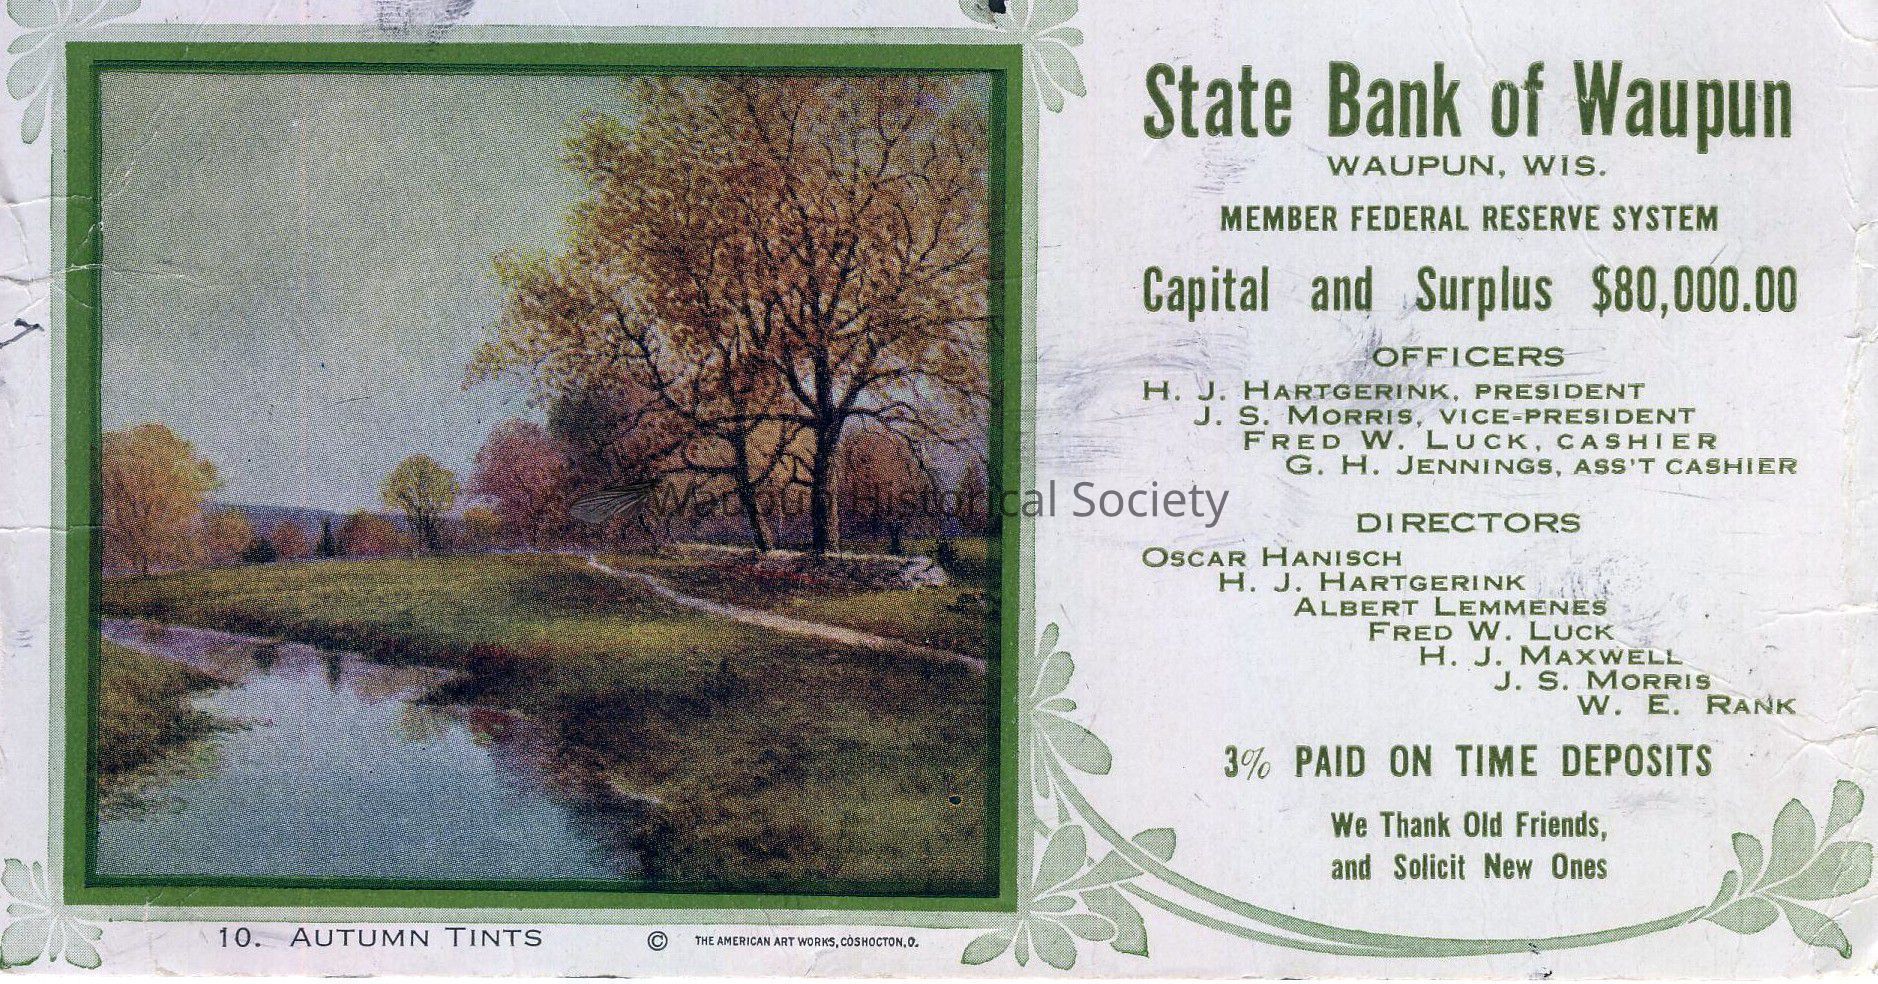 State Bank of Waupun
WAUPUN, WIS.
MEMBER FEDERAL RESERVE SYSTEM
Capital and Surplus $80,000.00
OFFICERS
H. J. HARTGERINK, PRESIDENT
J. S. MORRIS, VICE=PRESIDENT
FRED W. LUCK, CASHIER
G. H. JENNINGS, ASS'T CASHIER
Waupun Historical Society
DIRECTORS
OSCAR HANISCH
H. J. HARTGERINK
ALBERT LEMMENES
FRED W. LUCK
H. J. MAXWELL
J. S. MORRIS
W. E. RANK
3% PAID ON TIME DEPOSITS
We Thank Old Friends,
and Solicit New Ones
10. AUTUMN TINTS
© THE AMERICAN ART WORKS, COSHOCTON, O.